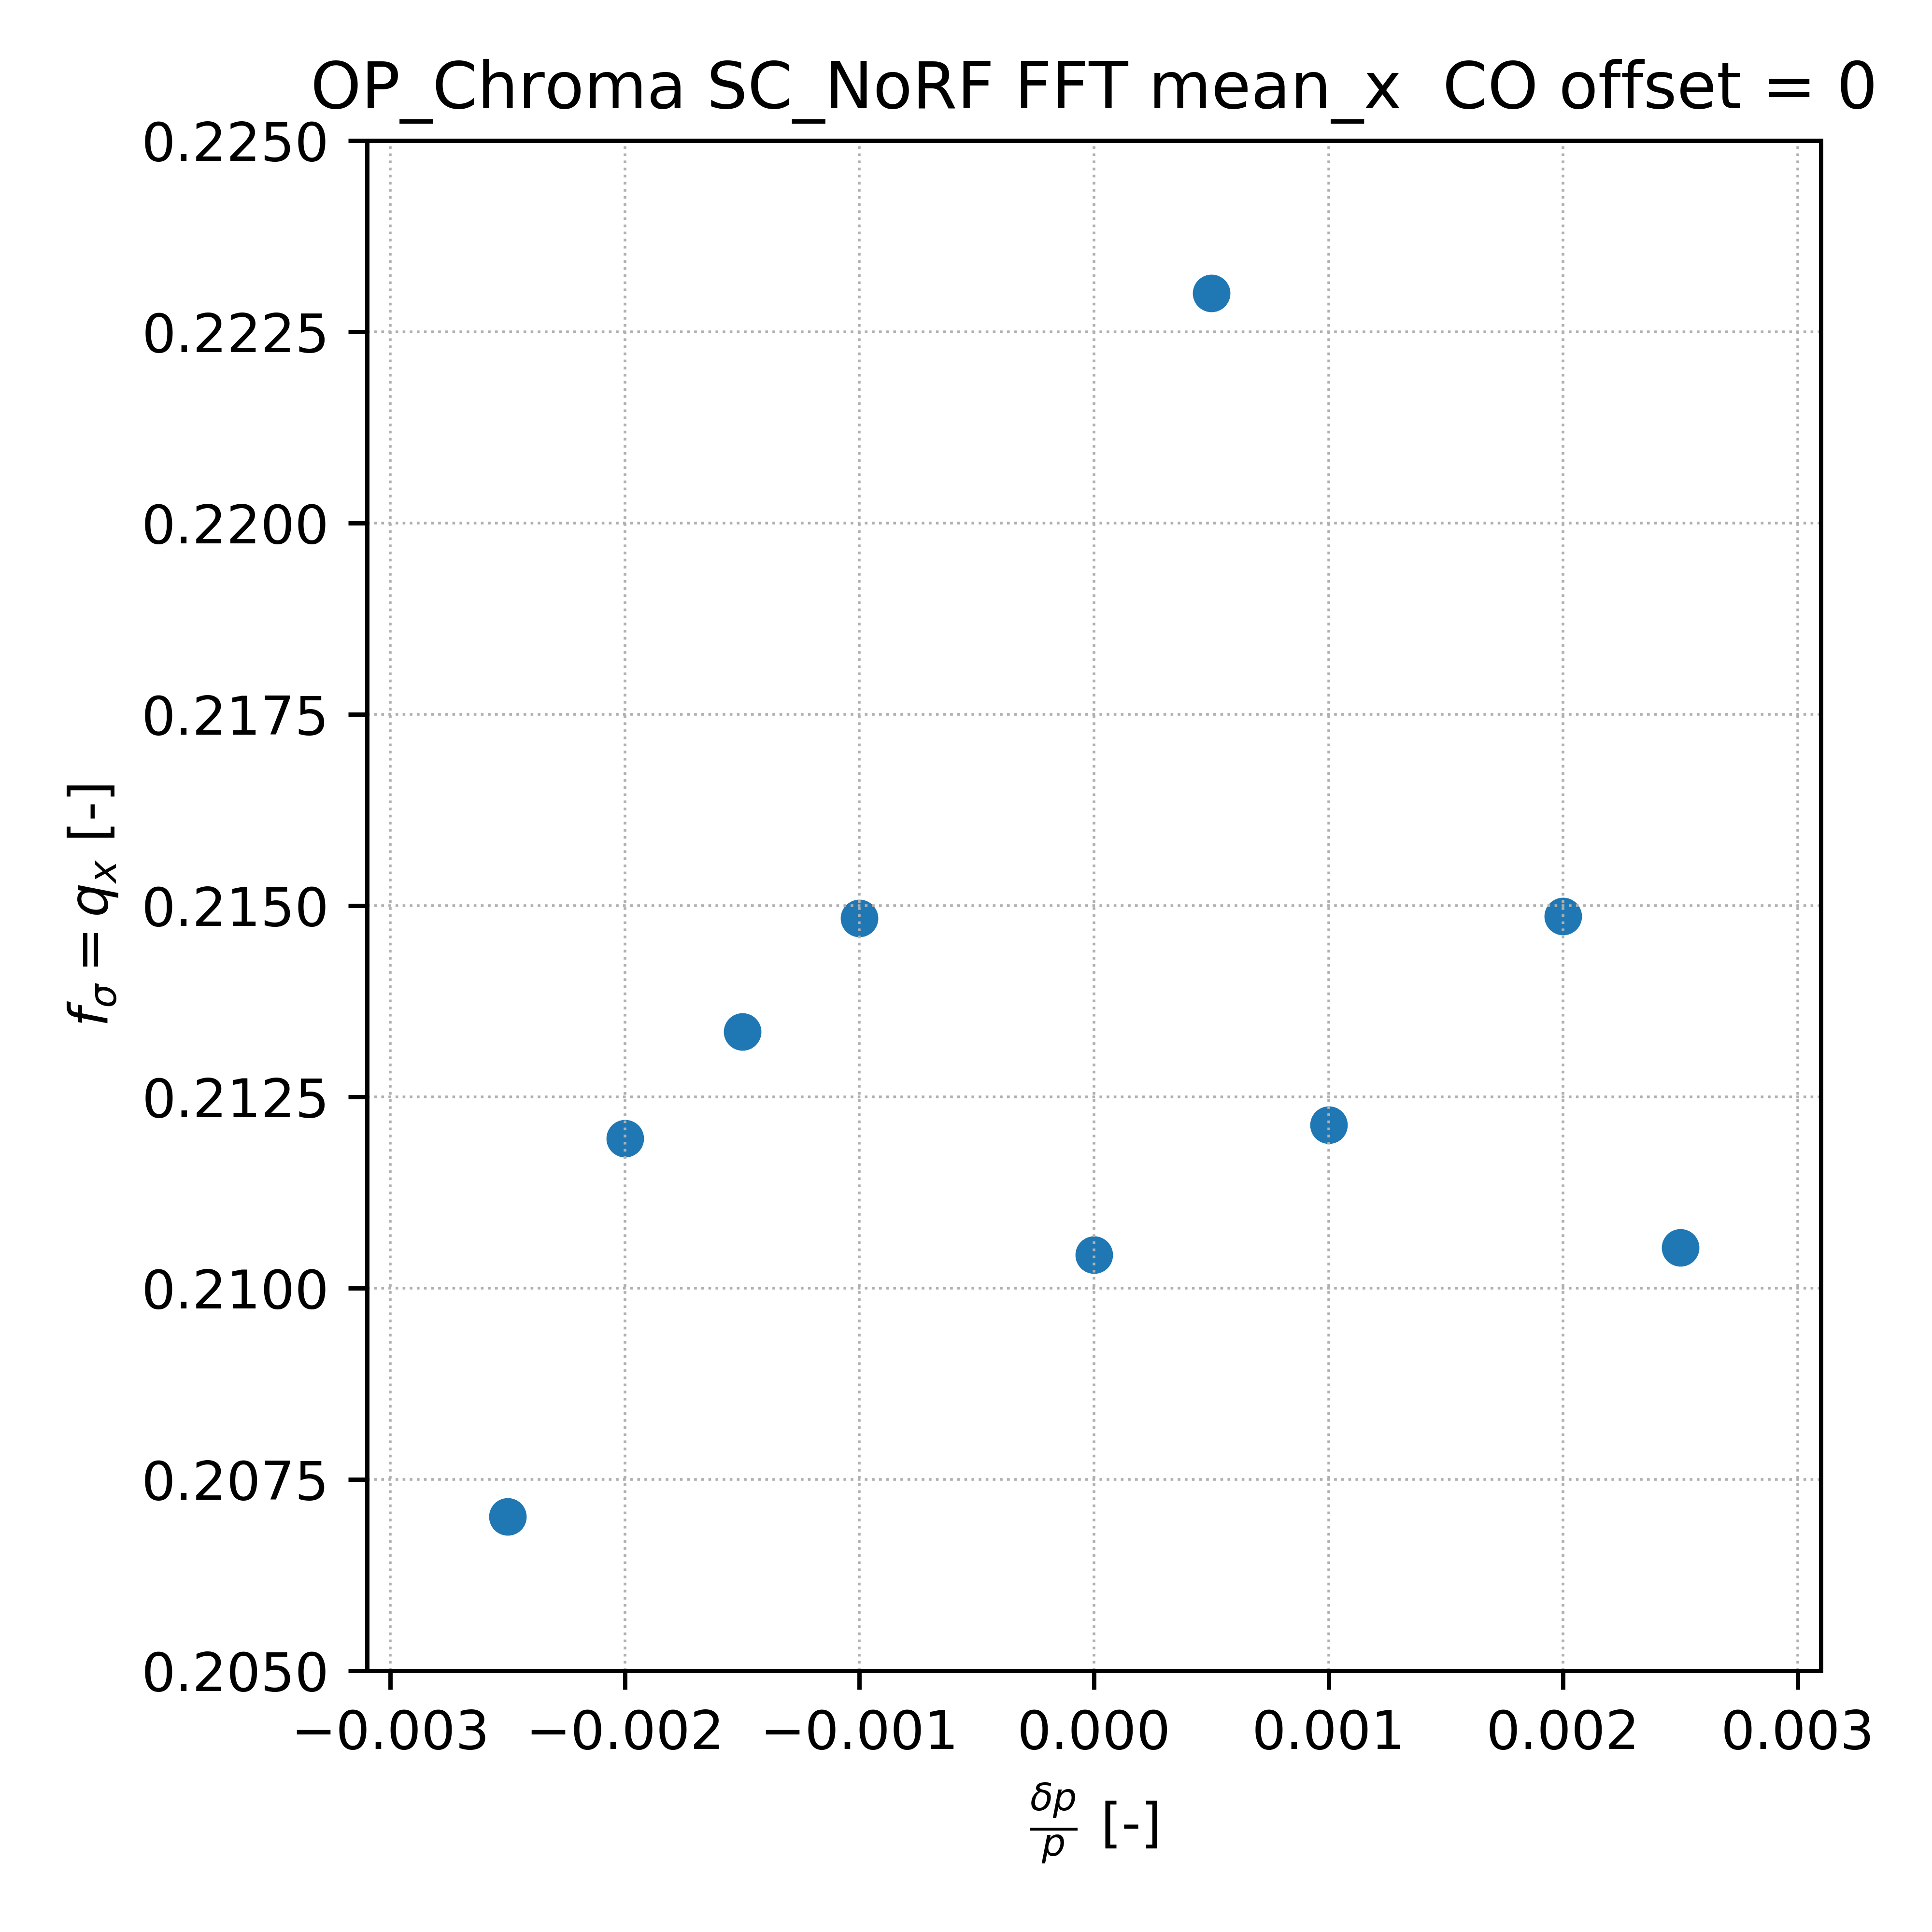 OP_Chroma SC_NoRF FFT mean_x  CO offset = 0
0.2250
0.2225
0.2200
0.2175
0.2150
0.2125
0.2100
0.2075
0.2050
f_σ = q_x [-]
−0.003 −0.002 −0.001 0.000 0.001 0.002 0.003
δp/p [-]